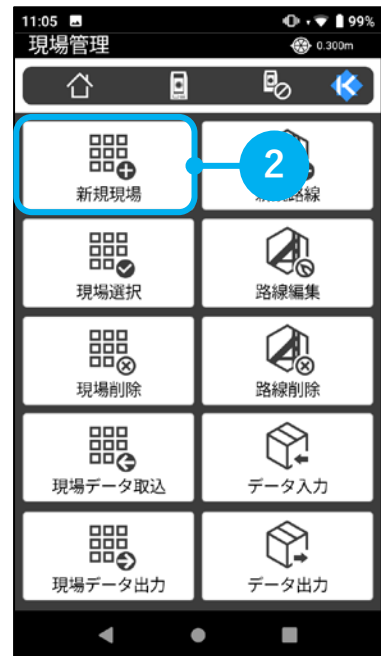 11:05 99%
現場管理 0.300m
新規現場 2 路線
現場選択 路線編集
現場削除 路線削除
現場データ取込 データ入力
現場データ出力 データ出力